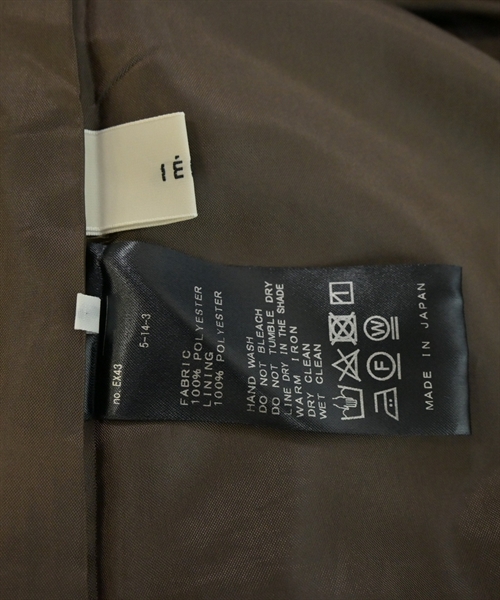 m.
no. EX43
5-14-3
FABRIC
100% POLYESTER
LINING
100% POLYESTER
HAND WASH
DO NOT BLEACH
DO NOT TUMBLE DRY
LINE DRY IN THE SHADE
WARM IRON
DRY CLEAN
WET CLEAN
F
W
MADE IN JAPAN